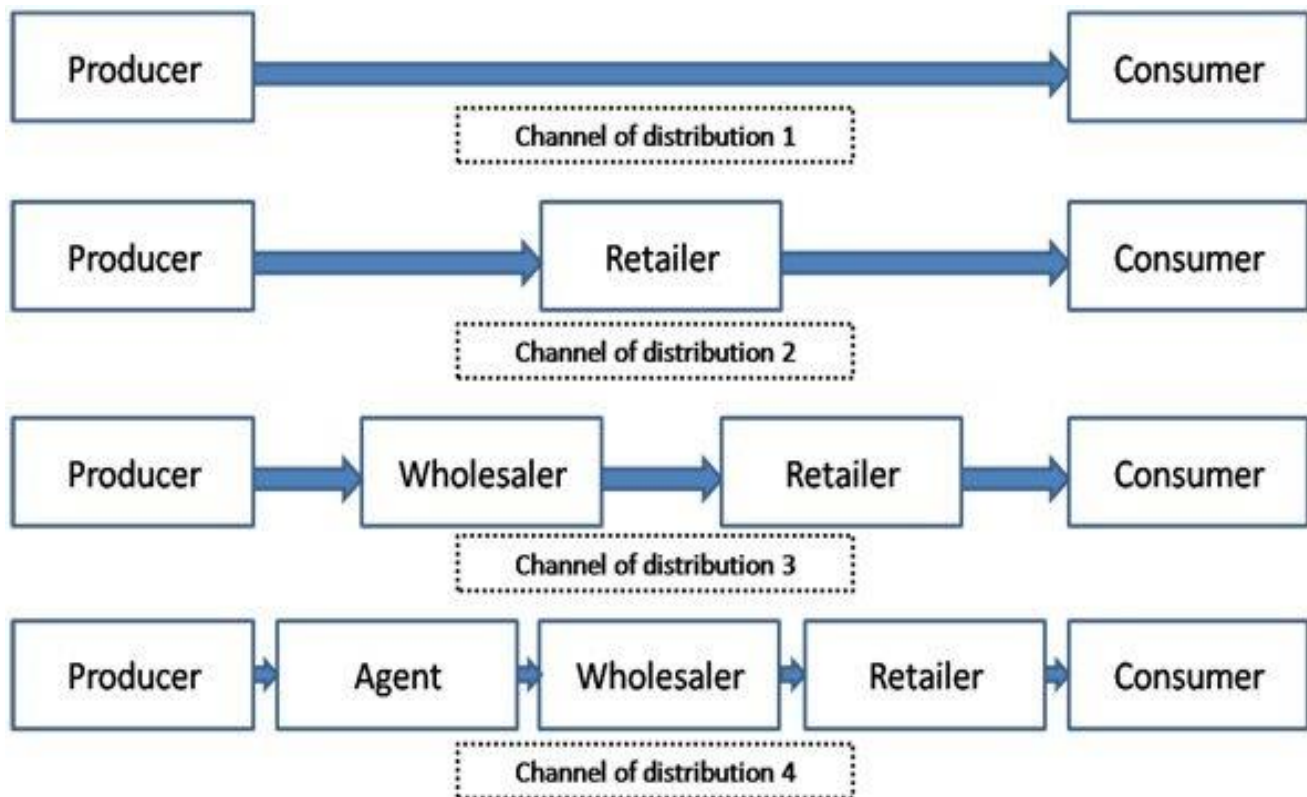 Producer
Consumer
Channel of distribution 1
Producer
Retailer
Consumer
Channel of distribution 2
Producer
Wholesaler
Retailer
Consumer
Channel of distribution 3
Producer
Agent
Wholesaler
Retailer
Consumer
Channel of distribution 4